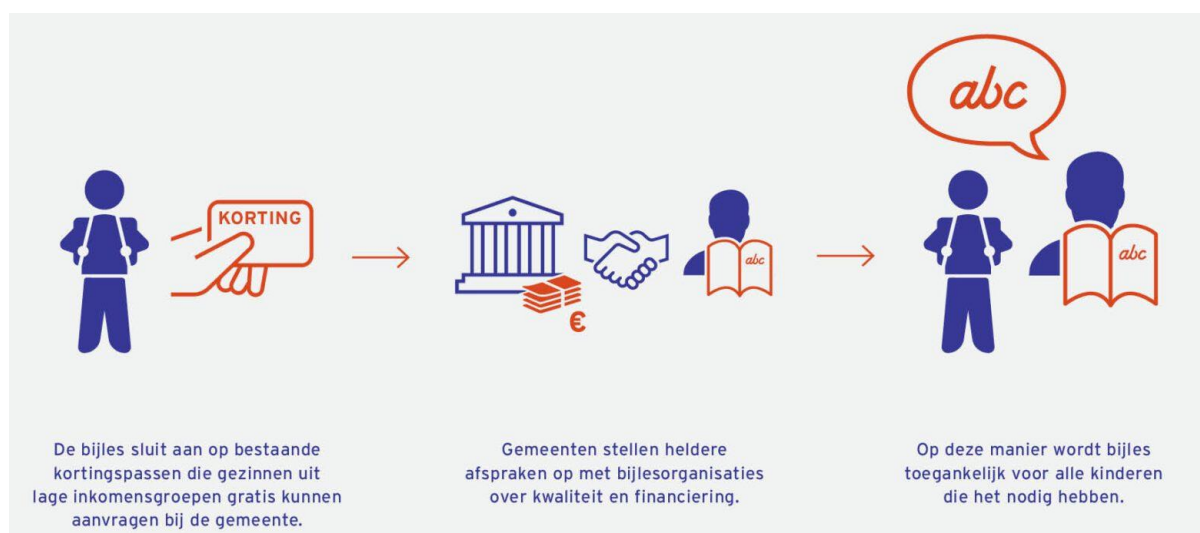 abc
KORTING
abc
abc
€
De bijles sluit aan op bestaande
kortingspassen die gezinnen uit
lage inkomensgroepen gratis kunnen
aanvragen bij de gemeente.
Gemeenten stellen heldere
afspraken op met bijlesorganisaties
over kwaliteit en financiering.
Op deze manier wordt bijles
toegankelijk voor alle kinderen
die het nodig hebben.